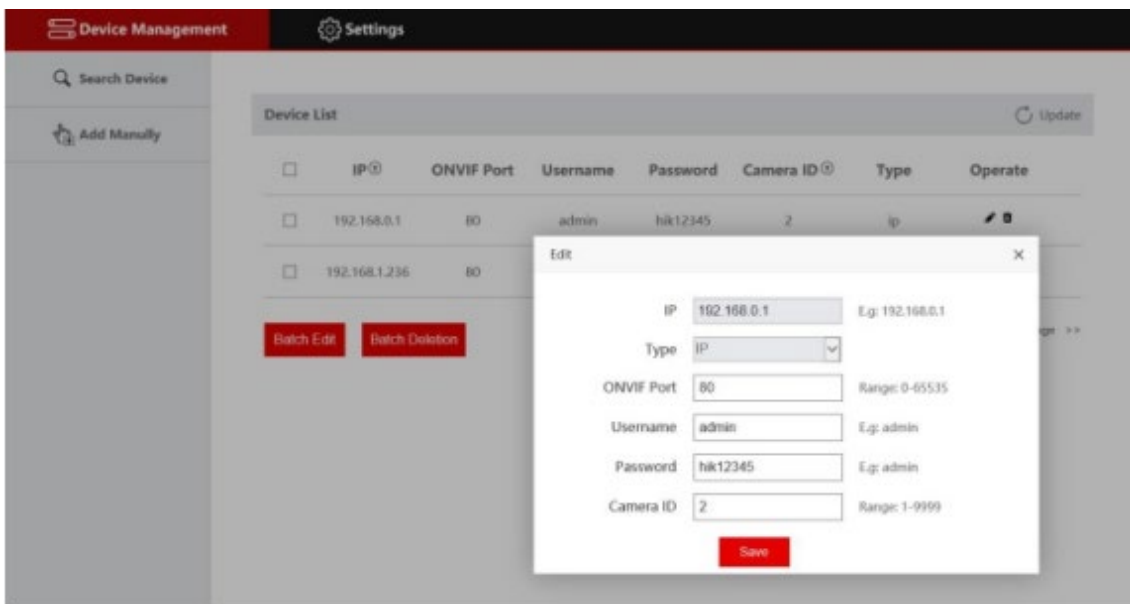 Device Management Settings
Search Device
Add Manually
Device List Update
IP ONVIF Port Username Password Camera ID Type Operate
192.168.0.1 80 admin hik12345 2 ip
192.168.1.236 80
Batch Edit Batch Deletion >>
Edit
IP 192.168.0.1 E.g: 192.168.0.1
Type IP
ONVIF Port 80 Range: 0-65535
Username admin E.g: admin
Password hik12345 E.g: admin
Camera ID 2 Range: 1-9999
Save